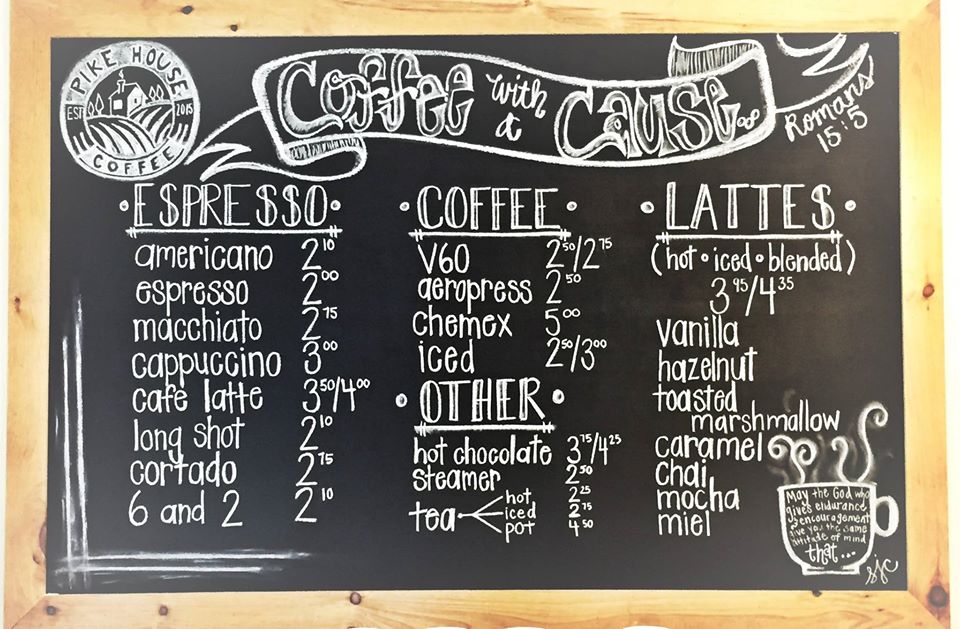 PIKE HOUSE
EST 2015
COFFEE
Coffee with a Cause
Romans 15:5
ESPRESSO
americano 2 10
espresso 2 00
macchiato 2 75
cappuccino 3 00
cafe latte 3 50/4 00
long shot 2 10
cortado 2 75
6 and 2 2 10
COFFEE
V60 2 50/2 75
aeropress 2 50
chemex 5 00
iced 2 50/3 00
OTHER
hot chocolate 3 75/4 25
steamer 2 50
tea
hot 2 25
iced 2 75
pot 4 50
LATTES
(hot • iced • blended)
3 95/4 35
vanilla
hazelnut
toasted
marshmallow
caramel
chai
mocha
miel
May the God who
gives endurance
& encouragement
give you the same
attitude of mind
that...
sjc